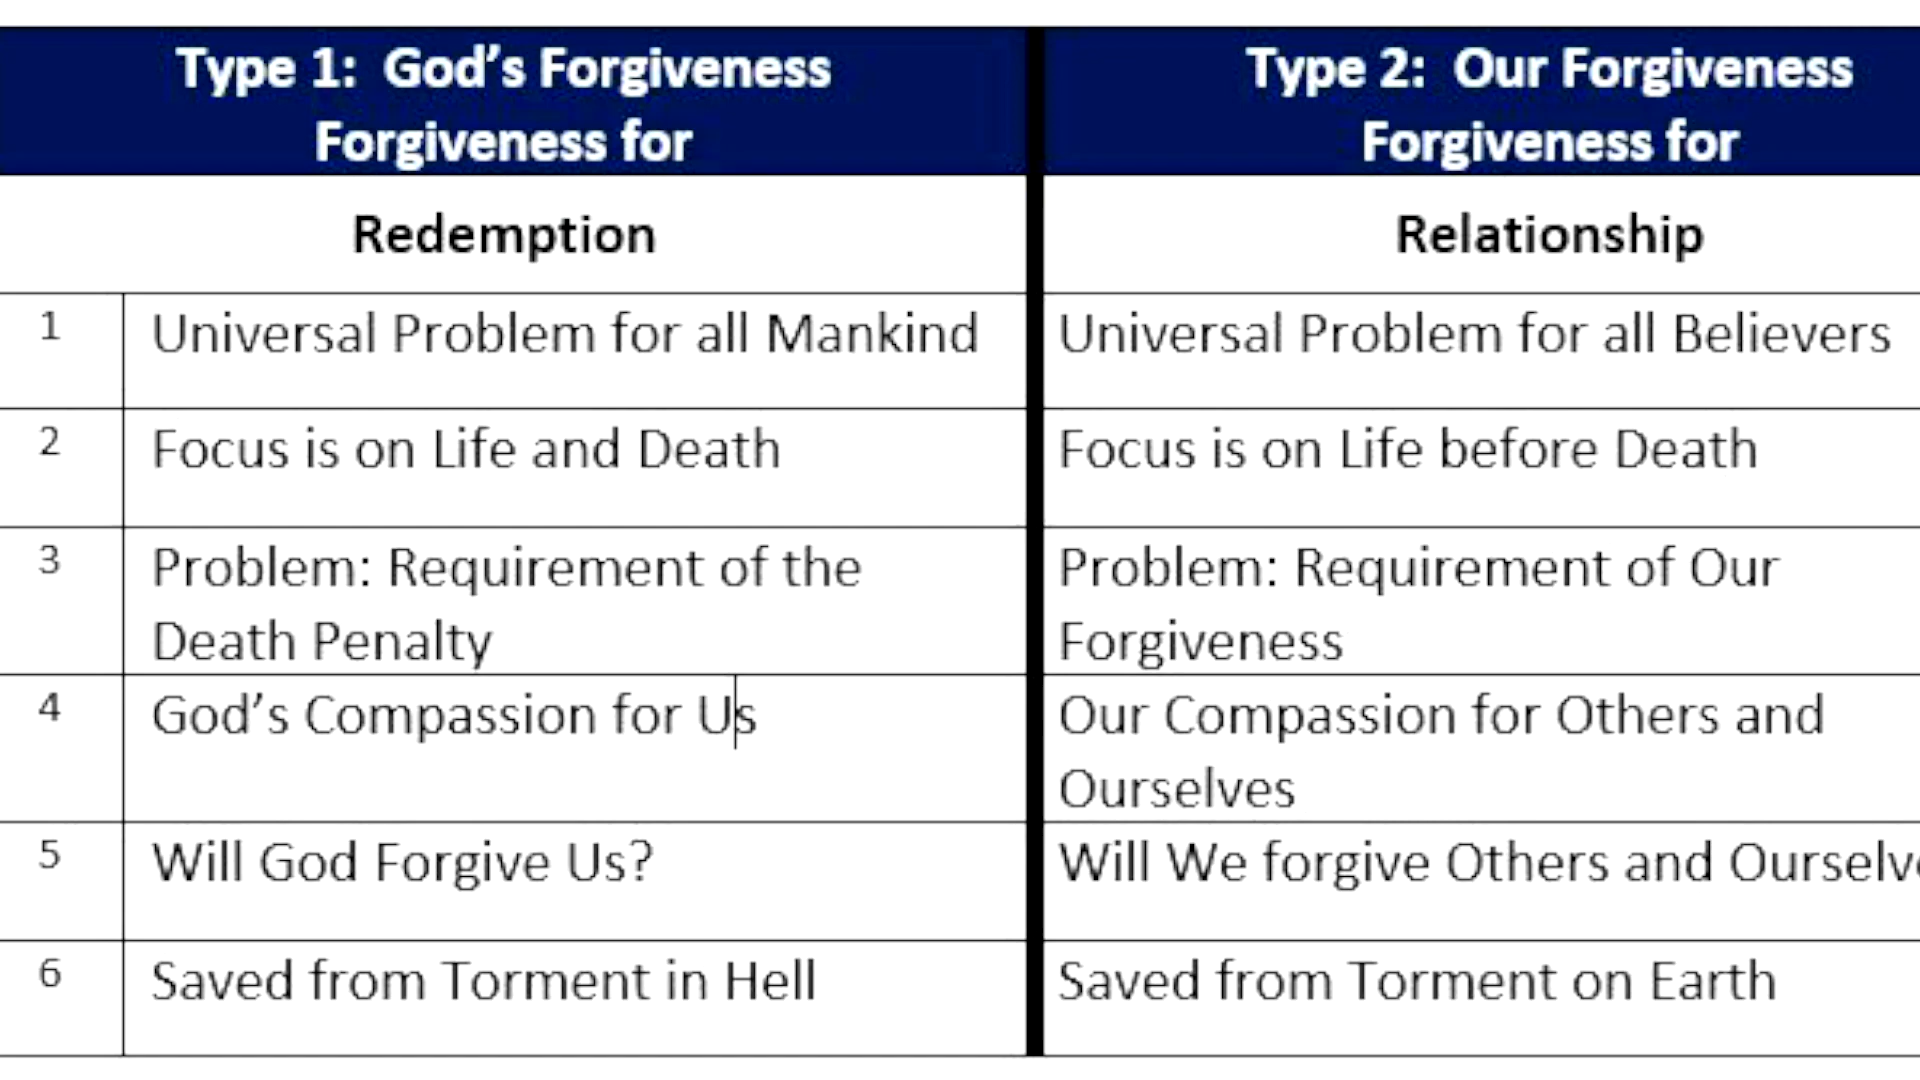 Type 1:  God’s Forgiveness
Forgiveness for
Type 2:  Our Forgiveness
Forgiveness for
Redemption
Relationship
1
Universal Problem for all Mankind
Universal Problem for all Believers
2
Focus is on Life and Death
Focus is on Life before Death
3
Problem: Requirement of the
Death Penalty
Problem: Requirement of Our
Forgiveness
4
God’s Compassion for Us
Our Compassion for Others and
Ourselves
5
Will God Forgive Us?
Will We forgive Others and
6
Saved from Torment in Hell
Saved from Torment on Earth